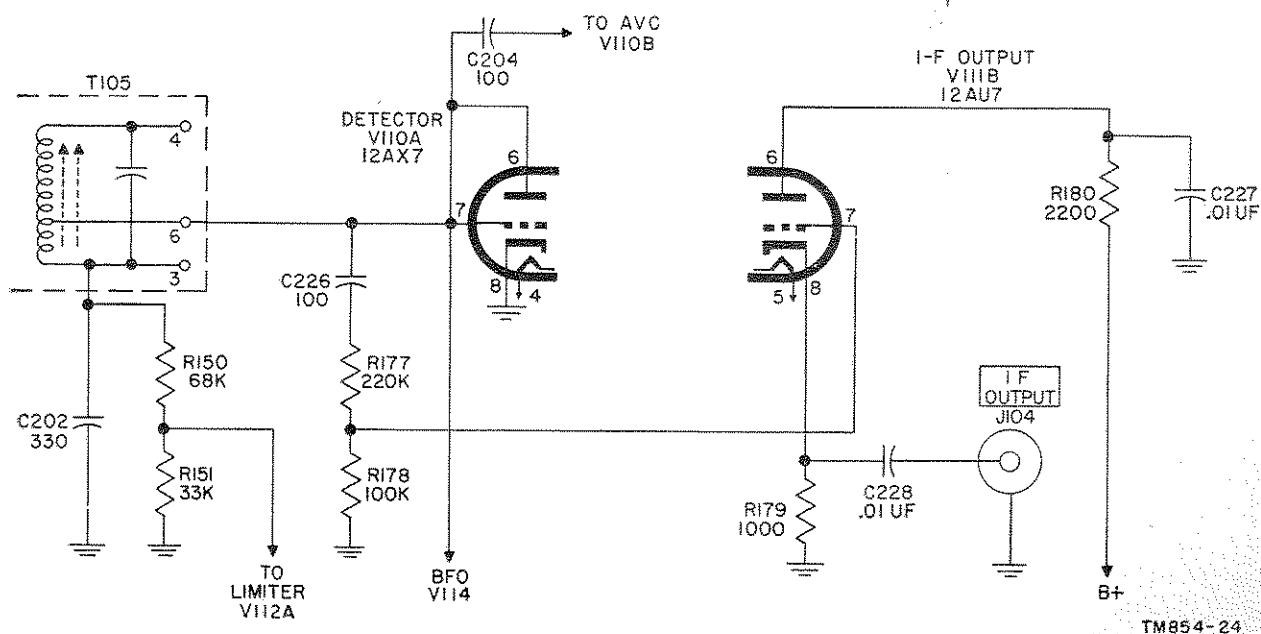 TO AVC
V110B
C204
100
I-F OUTPUT
V111B
12AU7
T105
DETECTOR
V110A
12AX7
4
6
3
7
6
8
4
6
7
5
8
R180
2200
C227
.01UF
C226
100
R150
68K
R177
220K
C202
330
R151
33K
R178
100K
I F
OUTPUT
J104
C228
.01UF
R179
1000
TO
LIMITER
V112A
BFO
V114
B+
TM854-24